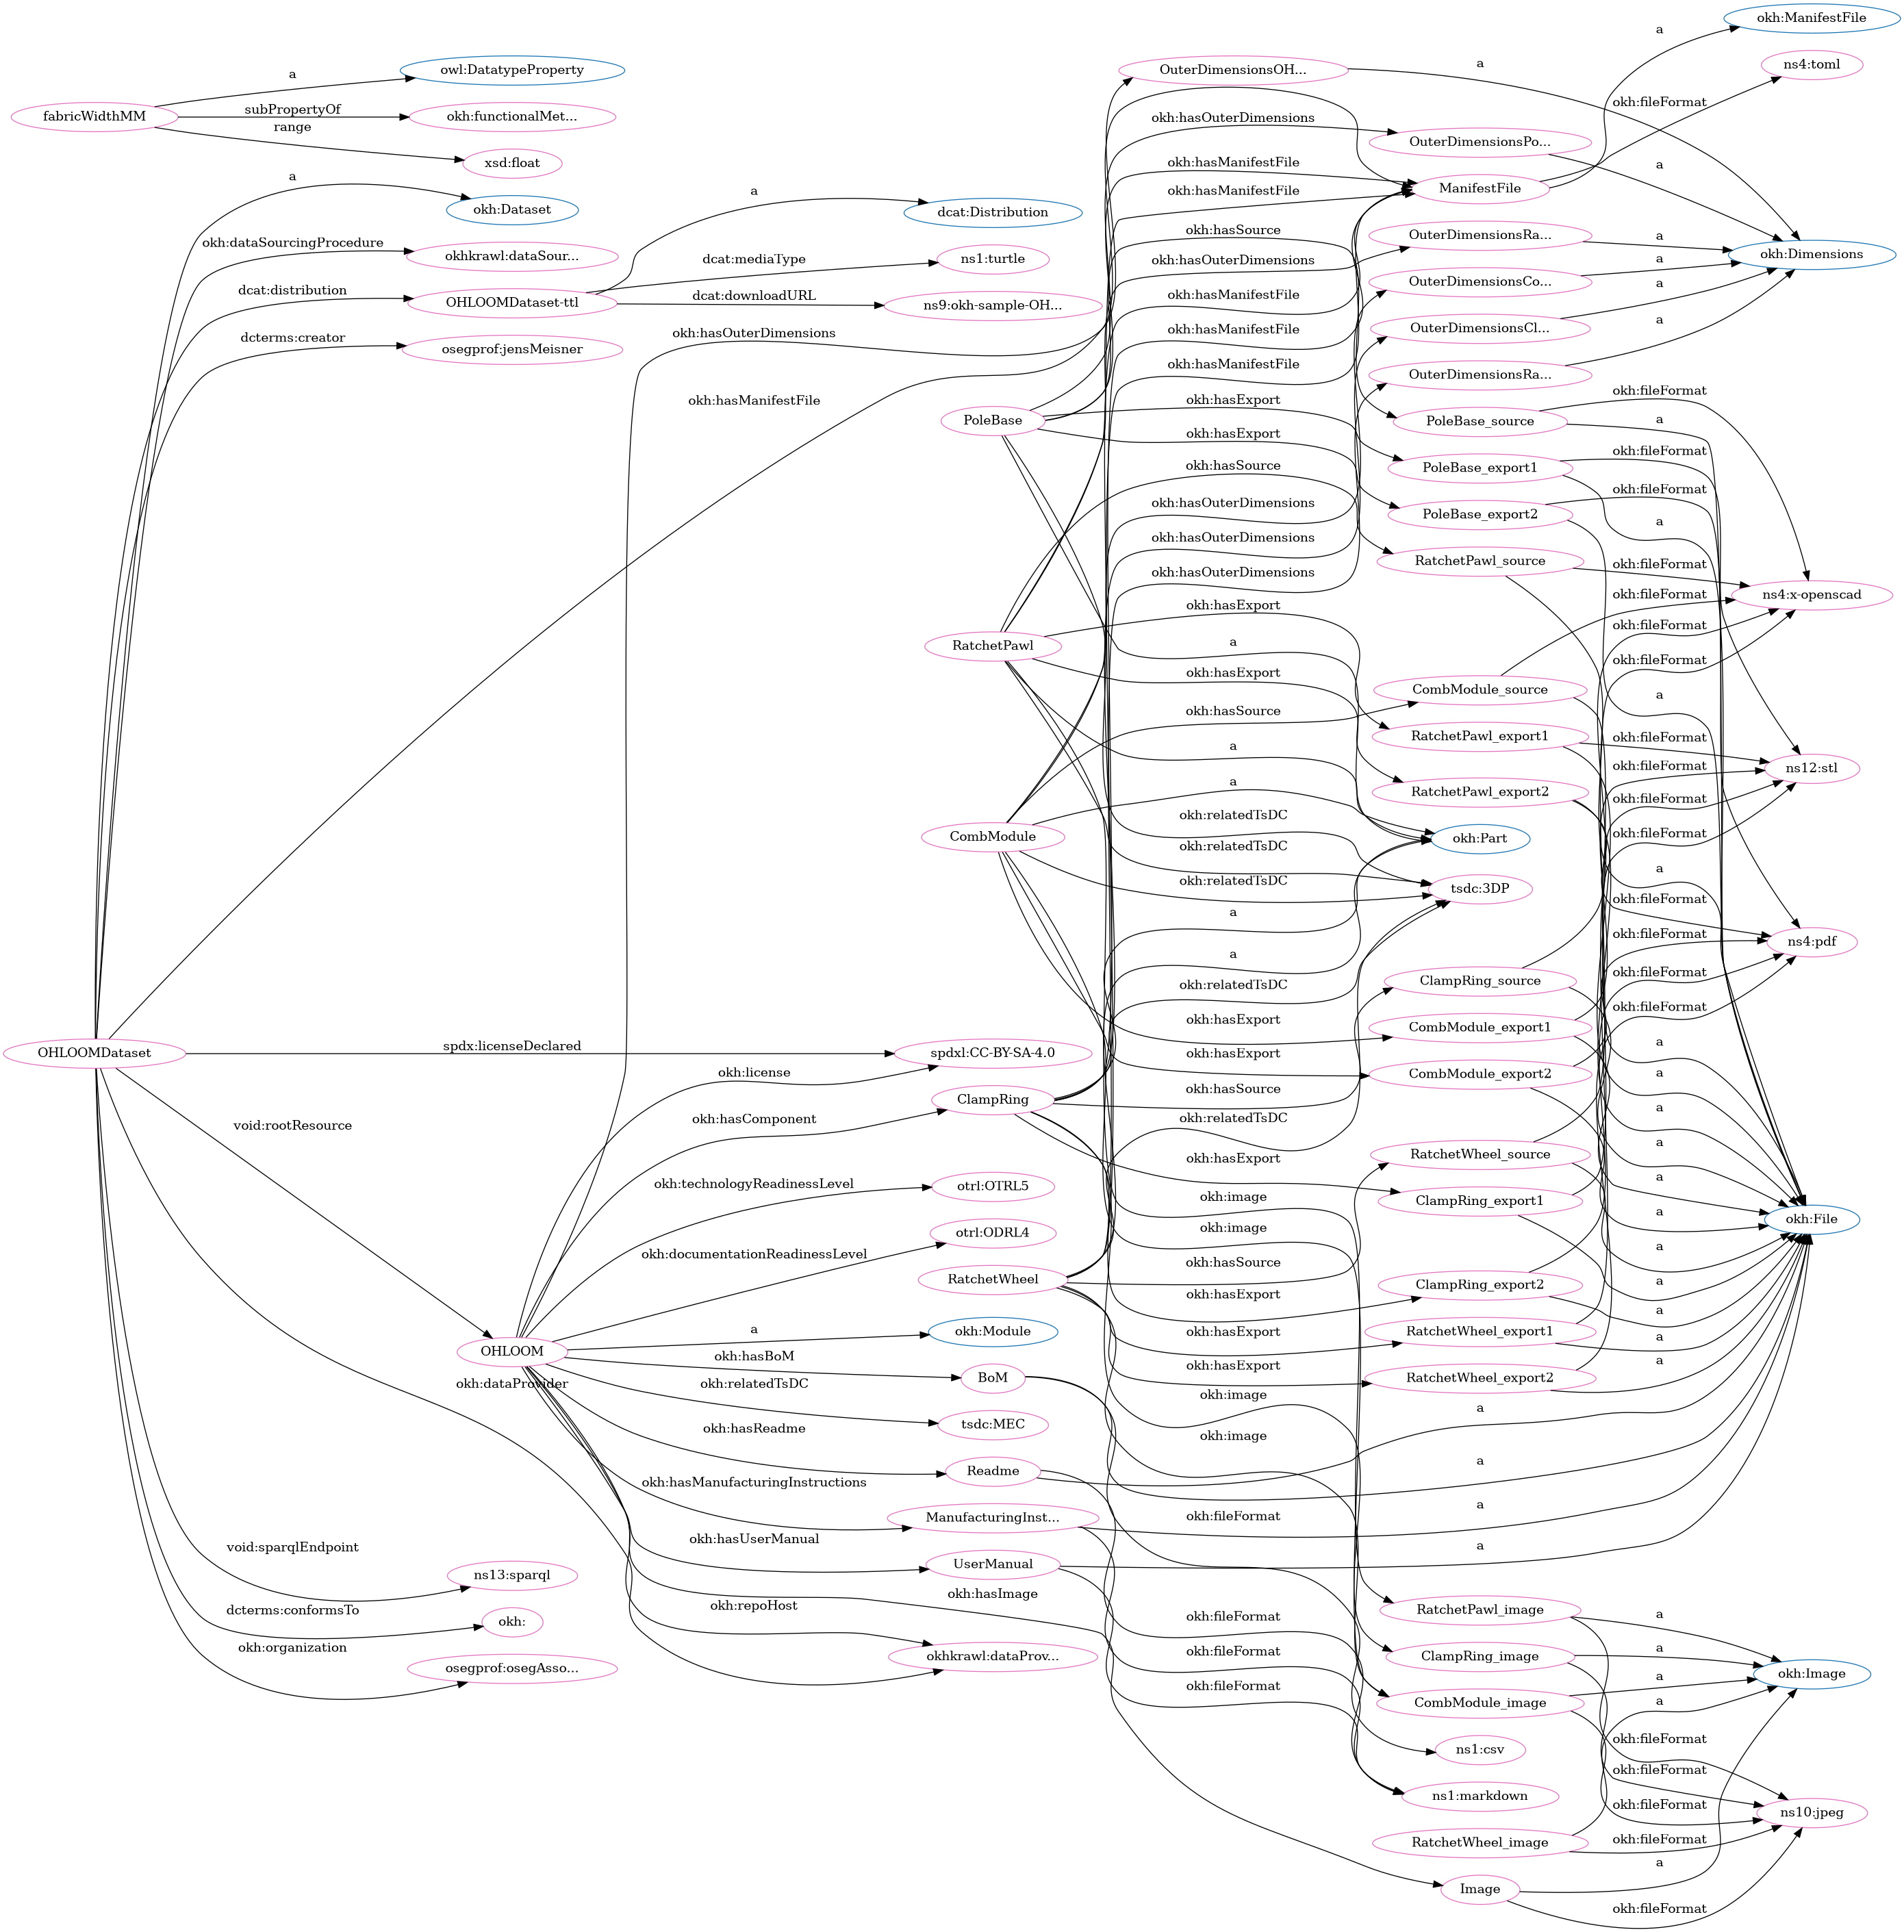 okh:ManifestFile
a
OuterDimensionsOH...
a
ns4:toml
owl:DatatypeProperty
a
okh:fileFormat
fabricWidthMM
subPropertyOf
okh:functionalMet...
okh:hasOuterDimensions
range
OuterDimensionsPo...
xsd:float
okh:hasManifestFile
a
a
ManifestFile
okh:hasManifestFile
a
okh:Dataset
dcat:Distribution
okh:hasSource
OuterDimensionsRa...
a
okh:dataSourcingProcedure
okhkrawl:dataSour...
okh:Dimensions
dcat:mediaType
ns1:turtle
okh:hasOuterDimensions
a
OuterDimensionsCo...
dcat:distribution
OHLOOMDataset-ttl
dcat:downloadURL
ns9:okh-sample-OH...
okh:hasManifestFile
a
okh:hasOuterDimensions
okh:hasManifestFile
OuterDimensionsCl...
a
dcterms:creator
osegprof:jensMeisner
okh:hasManifestFile
OuterDimensionsRa...
okh:fileFormat
okh:hasManifestFile
okh:hasExport
PoleBase
PoleBase_source
a
okh:hasExport
okh:fileFormat
okh:hasSource
PoleBase_export1
okh:fileFormat
okh:hasOuterDimensions
PoleBase_export2
a
okh:hasOuterDimensions
RatchetPawl_source
okh:fileFormat
okh:hasOuterDimensions
okh:fileFormat
ns4:x-openscad
okh:hasExport
okh:fileFormat
RatchetPawl
a
okh:fileFormat
okh:hasExport
CombModule_source
a
okh:hasSource
RatchetPawl_export1
okh:fileFormat
a
okh:fileFormat
ns12:stl
RatchetPawl_export2
okh:fileFormat
a
okh:relatedTsDC
CombModule
okh:Part
okh:fileFormat
okh:relatedTsDC
a
okh:relatedTsDC
tsdc:3DP
okh:fileFormat
a
okh:fileFormat
ns4:pdf
a
okh:fileFormat
okh:relatedTsDC
ClampRing_source
okh:fileFormat
okh:hasExport
CombModule_export1
a
OHLOOMDataset
spdx:licenseDeclared
spdxl:CC-BY-SA-4.0
okh:hasExport
okh:license
CombModule_export2
a
okh:hasSource
ClampRing
a
okh:hasComponent
okh:relatedTsDC
void:rootResource
a
RatchetWheel_source
okh:hasExport
a
okh:technologyReadinessLevel
otrl:OTRL5
okh:image
ClampRing_export1
a
okh:File
okh:image
otrl:ODRL4
okh:documentationReadinessLevel
okh:hasSource
a
RatchetWheel
okh:hasExport
ClampRing_export2
a
a
okh:Module
okh:hasExport
RatchetWheel_export1
a
OHLOOM
okh:hasBoM
a
okh:hasExport
BoM
RatchetWheel_export2
a
okh:dataProvider
okh:relatedTsDC
okh:image
a
tsdc:MEC
okh:hasReadme
okh:image
Readme
a
okh:hasManufacturingInstructions
ManufacturingInst...
okh:fileFormat
a
okh:hasUserManual
void:sparqlEndpoint
a
UserManual
ns13:sparql
okh:hasImage
okh:repoHost
dcterms:conformsTo
okh:
okh:fileFormat
RatchetPawl_image
a
okh:organization
okh:fileFormat
ClampRing_image
a
okhkrawl:dataProv...
osegprof:osegAsso...
okh:Image
a
okh:fileFormat
CombModule_image
a
okh:fileFormat
ns1:csv
okh:fileFormat
ns1:markdown
okh:fileFormat
ns10:jpeg
RatchetWheel_image
okh:fileFormat
a
Image
okh:fileFormat